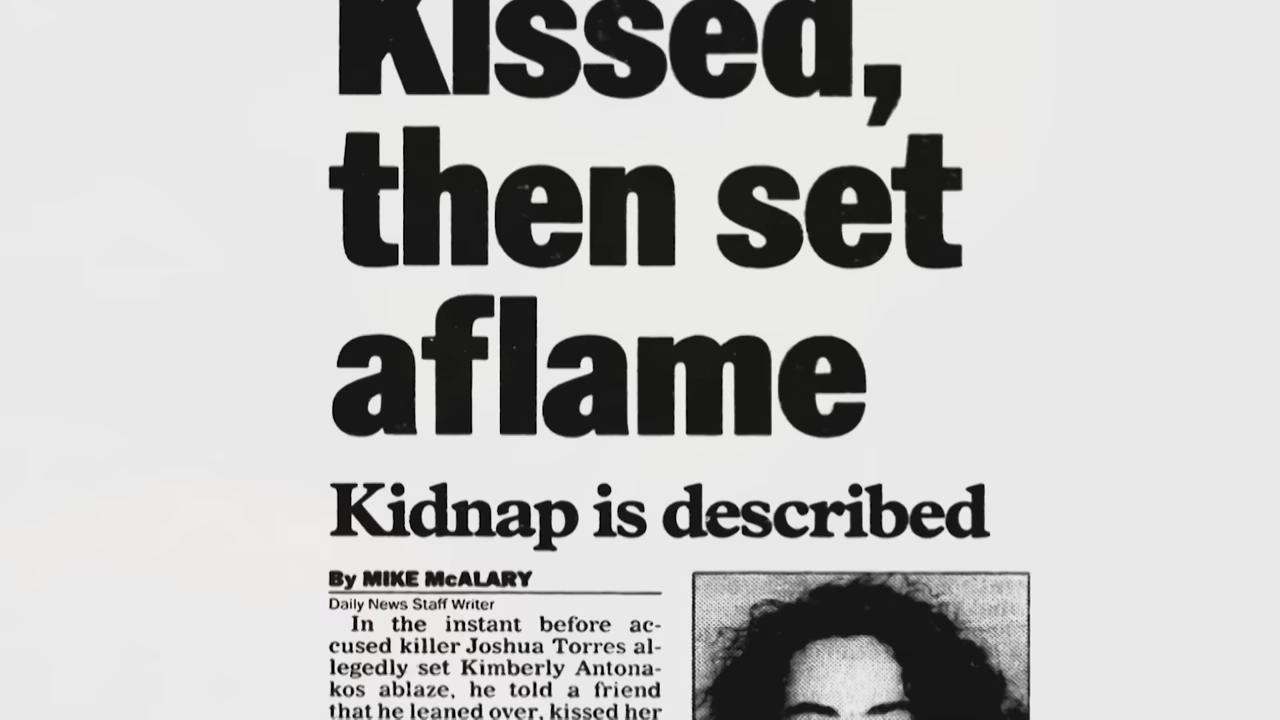 Kissed,
then set
aflame
Kidnap is described
By MIKE McALARY
Daily News Staff Writer
In the instant before ac-
cused killer Joshua Torres al-
legedly set Kimberly Antona-
kos ablaze, he told a friend
that he leaned over, kissed her